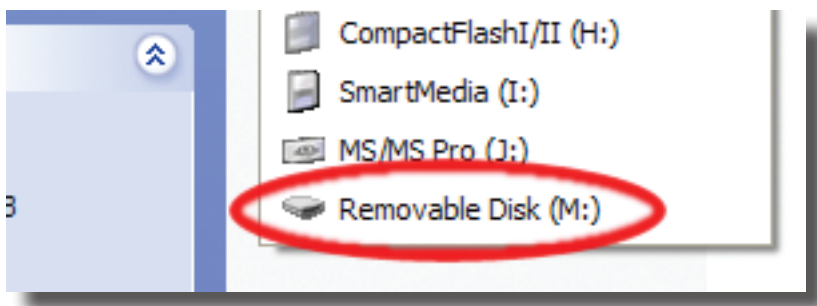 CompactFlashI/II (H:)
SmartMedia (I:)
MS/MS Pro (J:)
Removable Disk (M:)